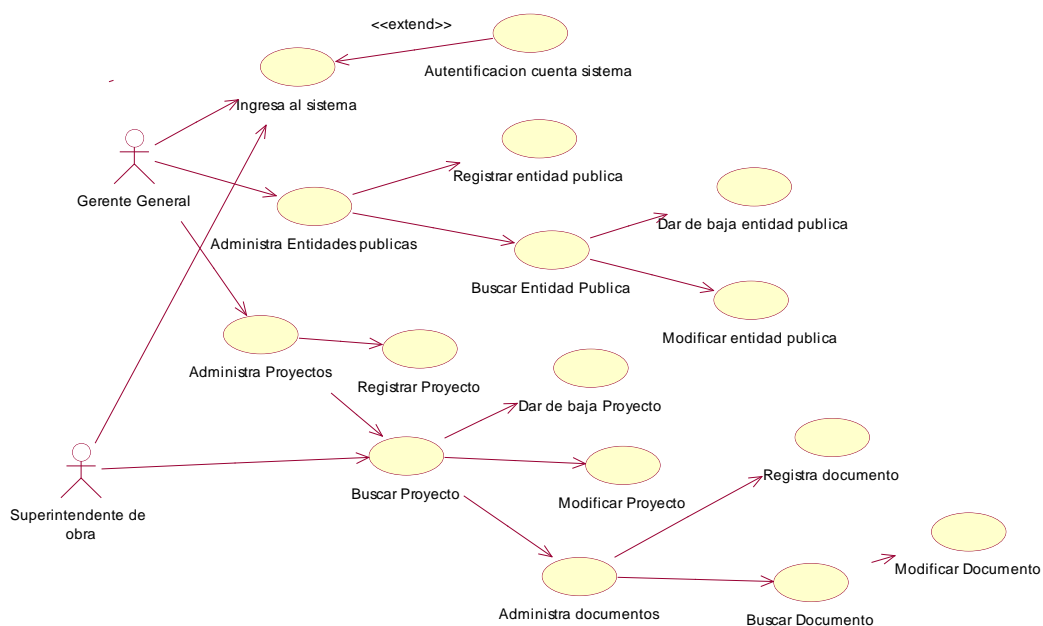 <<extend>>
Autentificacion cuenta sistema
Ingresa al sistema
Registrar entidad publica
Gerente General
Dar de baja entidad publica
Administra Entidades publicas
Buscar Entidad Publica
Modificar entidad publica
Administra Proyectos
Registrar Proyecto
Dar de baja Proyecto
Registra documento
Buscar Proyecto
Modificar Proyecto
Superintendente de
obra
Modificar Documento
Administra documentos
Buscar Documento